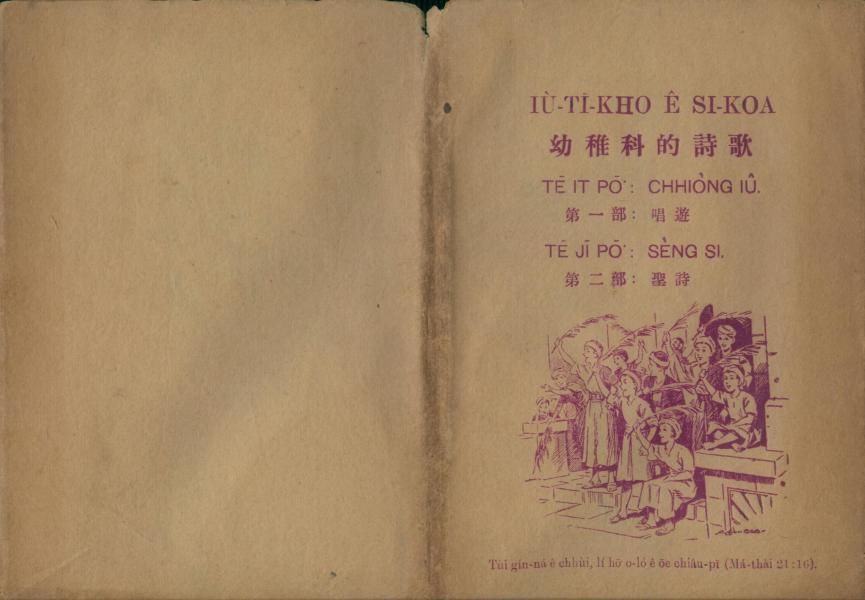 IÙ-TĪ-KHO Ê SI-KOA
幼稚科的詩歌
TĒ IT PŌ͘: CHHIÒNG IÛ.
第一部: 唱遊
TĒ JĪ PŌ͘: SÈNG SI.
第二部: 聖詩
Tùi gín-ná ê chhùi, lí hō͘ o-ló ê ōe chiâu-pī (Má-thài 21:16).